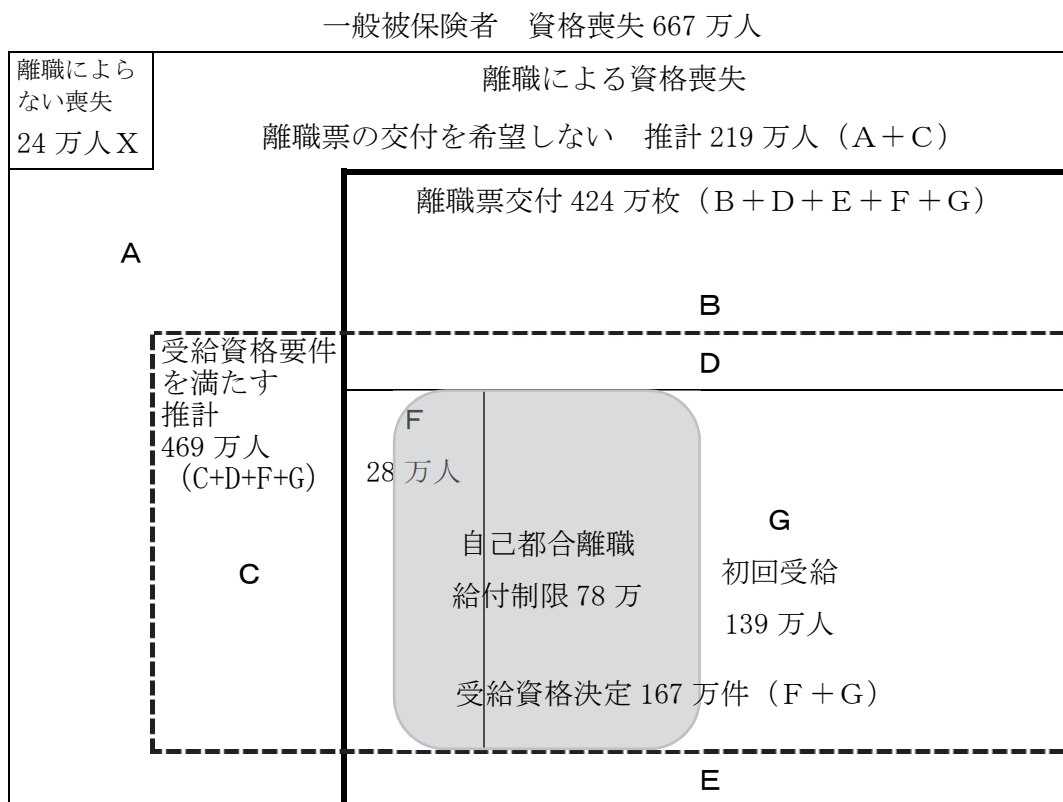 一般被保険者　資格喪失 667 万人
離職によら
ない喪失
24 万人X
離職による資格喪失
離職票の交付を希望しない　推計 219 万人（A＋C）
離職票交付 424 万枚（B＋D＋E＋F＋G）
A
B
受給資格要件
を満たす
推計
469 万人
（C+D+F+G）
D
F
28 万人
G
自己都合離職
初回受給
C
給付制限 78 万
139 万人
受給資格決定 167 万件（F＋G）
E